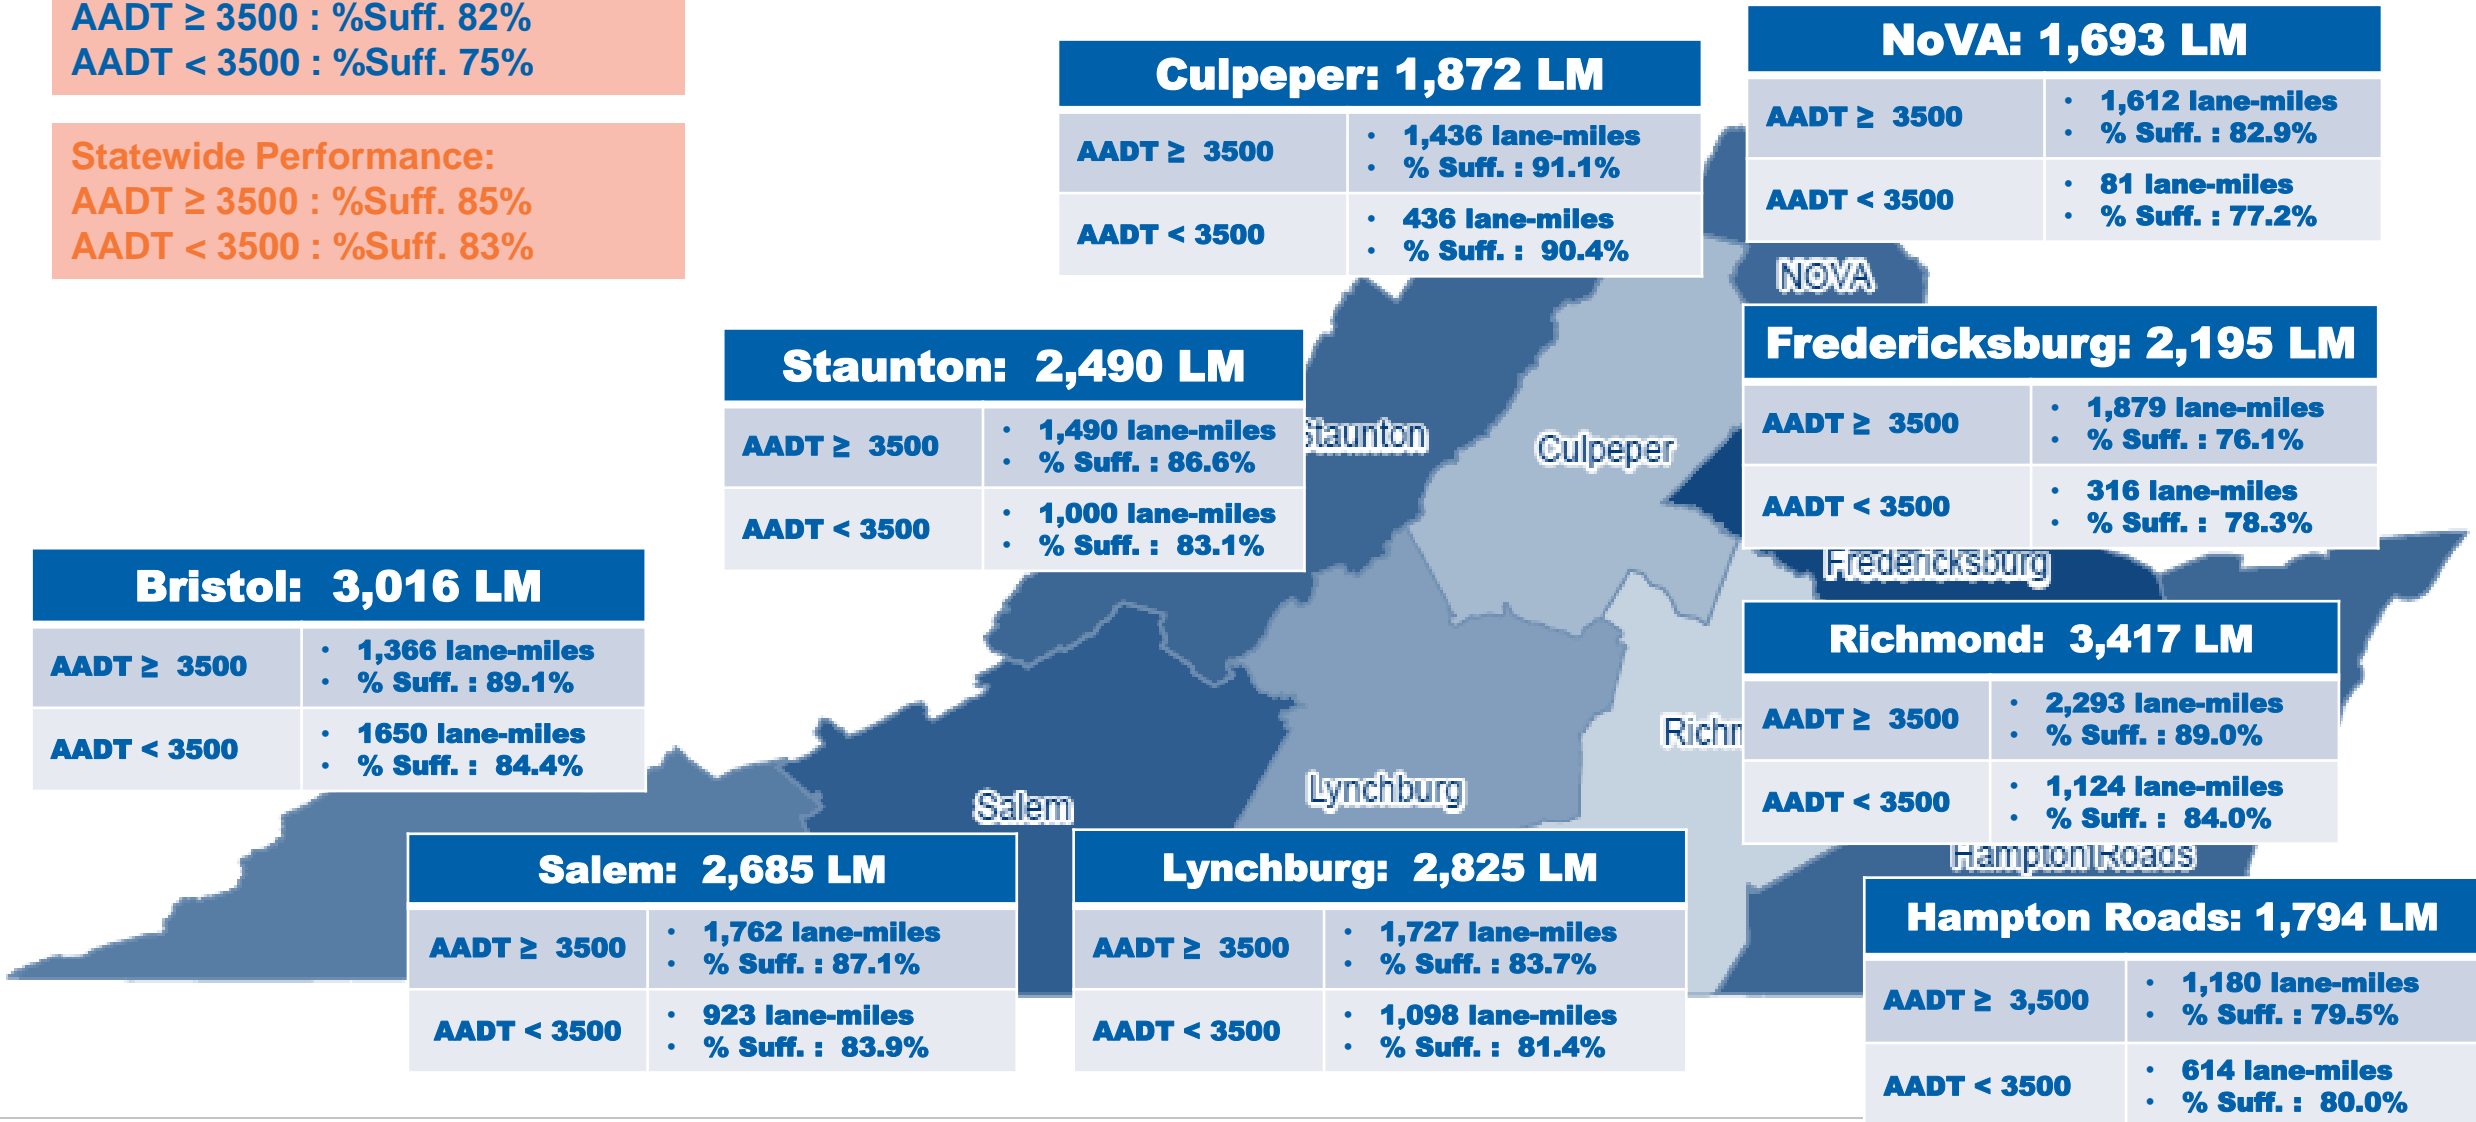 AADT ≥ 3500 : %Suff. 82%
AADT < 3500 : %Suff. 75%
Statewide Performance:
AADT ≥ 3500 : %Suff. 85%
AADT < 3500 : %Suff. 83%
Culpeper: 1,872 LM
AADT ≥ 3500
• 1,436 lane-miles
• % Suff. : 91.1%
AADT < 3500
• 436 lane-miles
• % Suff. : 90.4%
NoVA: 1,693 LM
AADT ≥ 3500
• 1,612 lane-miles
• % Suff. : 82.9%
AADT < 3500
• 81 lane-miles
• % Suff. : 77.2%
NOVA
Staunton: 2,490 LM
AADT ≥ 3500
• 1,490 lane-miles
• % Suff. : 86.6%
AADT < 3500
• 1,000 lane-miles
• % Suff. : 83.1%
Staunton
Culpeper
Fredericksburg: 2,195 LM
AADT ≥ 3500
• 1,879 lane-miles
• % Suff. : 76.1%
AADT < 3500
• 316 lane-miles
• % Suff. : 78.3%
Fredericksburg
Bristol: 3,016 LM
AADT ≥ 3500
• 1,366 lane-miles
• % Suff. : 89.1%
AADT < 3500
• 1650 lane-miles
• % Suff. : 84.4%
Richmond: 3,417 LM
AADT ≥ 3500
• 2,293 lane-miles
• % Suff. : 89.0%
AADT < 3500
• 1,124 lane-miles
• % Suff. : 84.0%
Salem
Lynchburg
Hampton Roads
Salem: 2,685 LM
AADT ≥ 3500
• 1,762 lane-miles
• % Suff. : 87.1%
AADT < 3500
• 923 lane-miles
• % Suff. : 83.9%
Lynchburg: 2,825 LM
AADT ≥ 3500
• 1,727 lane-miles
• % Suff. : 83.7%
AADT < 3500
• 1,098 lane-miles
• % Suff. : 81.4%
Hampton Roads: 1,794 LM
AADT ≥ 3,500
• 1,180 lane-miles
• % Suff. : 79.5%
AADT < 3500
• 614 lane-miles
• % Suff. : 80.0%